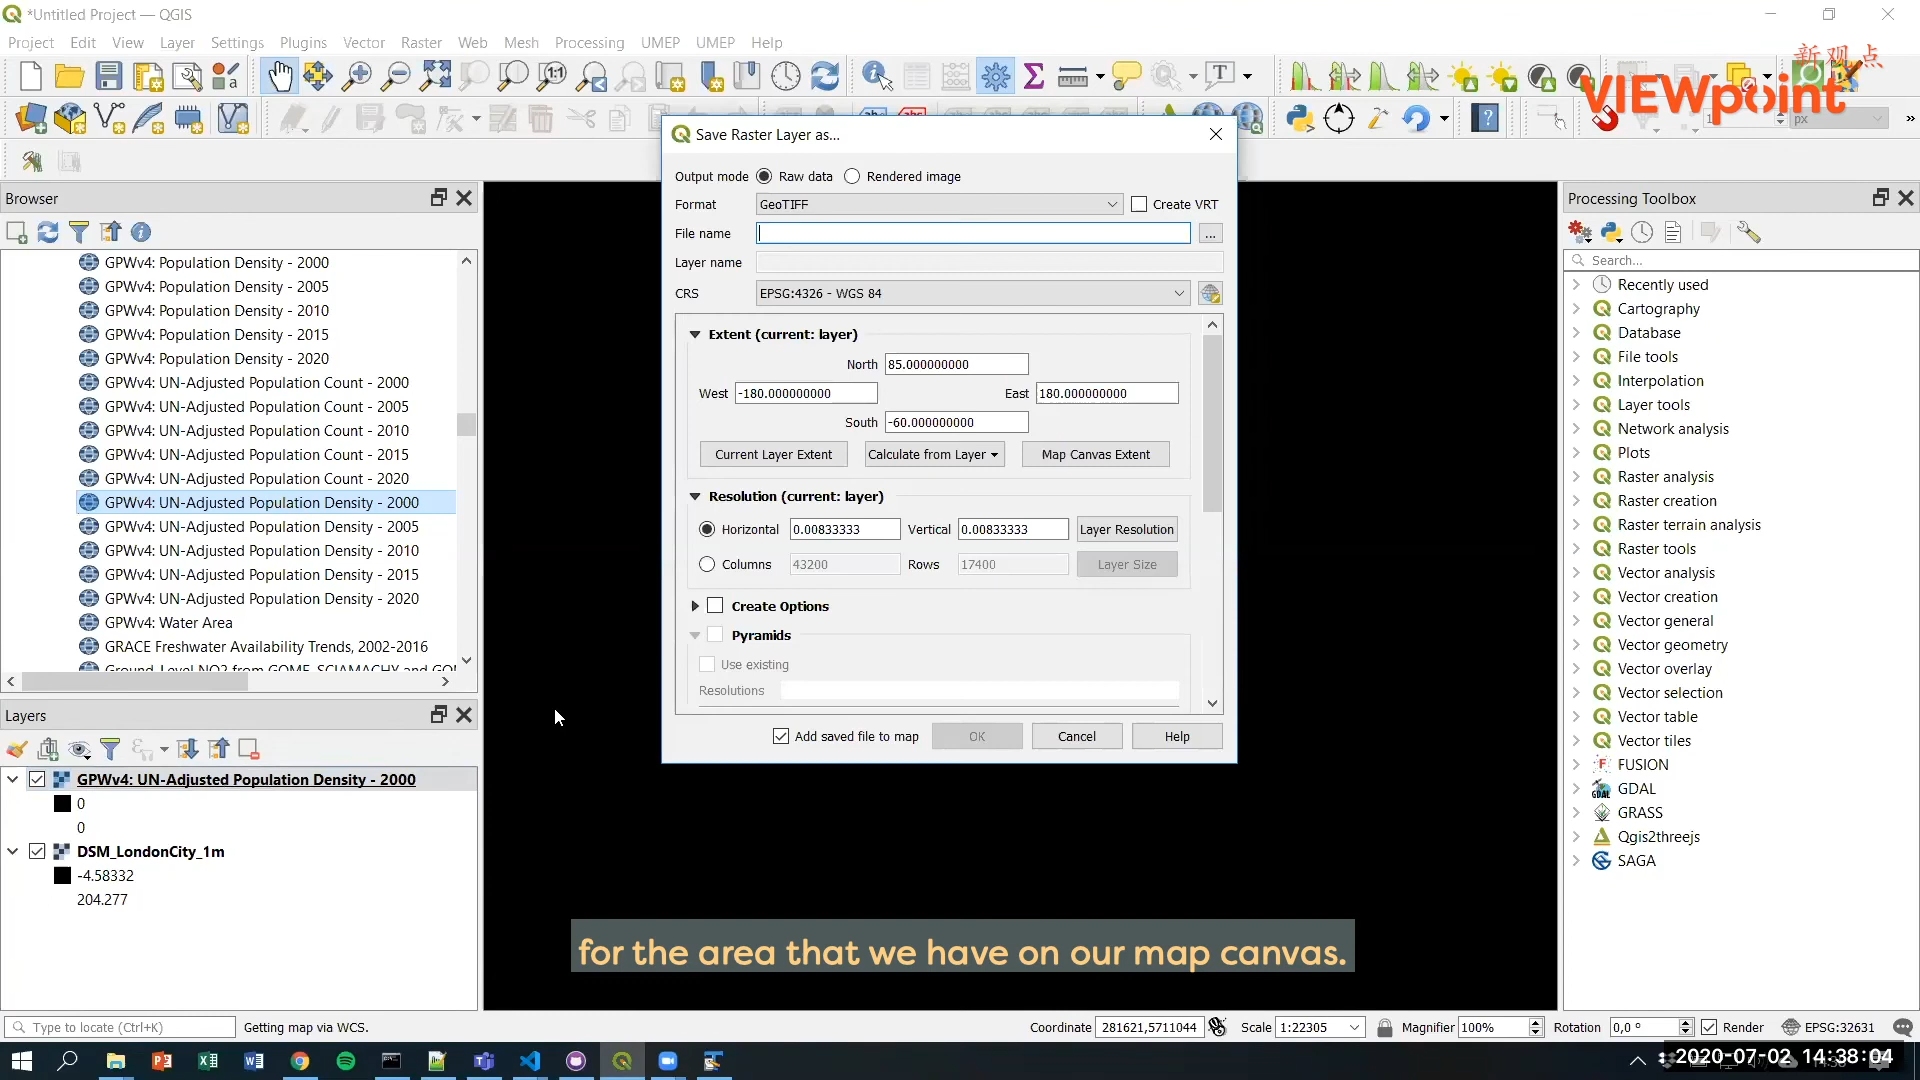 *Untitled Project — QGIS
Project Edit View Layer Settings Plugins Vector Raster Web Mesh Processing UMEP UMEP Help
新观点
VIEWpoint
px
Browser
GPWv4: Population Density - 2000
GPWv4: Population Density - 2005
GPWv4: Population Density - 2010
GPWv4: Population Density - 2015
GPWv4: Population Density - 2020
GPWv4: UN-Adjusted Population Count - 2000
GPWv4: UN-Adjusted Population Count - 2005
GPWv4: UN-Adjusted Population Count - 2010
GPWv4: UN-Adjusted Population Count - 2015
GPWv4: UN-Adjusted Population Count - 2020
GPWv4: UN-Adjusted Population Density - 2000
GPWv4: UN-Adjusted Population Density - 2005
GPWv4: UN-Adjusted Population Density - 2010
GPWv4: UN-Adjusted Population Density - 2015
GPWv4: UN-Adjusted Population Density - 2020
GPWv4: Water Area
GRACE Freshwater Availability Trends, 2002-2016
Ground-Level NO2 from GOME, SCIAMACHY and GO
Layers
GPWv4: UN-Adjusted Population Density - 2000
0
0
DSM_LondonCity_1m
-4.58332
204.277
Save Raster Layer as...
Output mode Raw data Rendered image
Format GeoTIFF Create VRT
File name ...
Layer name
CRS EPSG:4326 - WGS 84
Extent (current: layer)
North 85.000000000
West -180.000000000 East 180.000000000
South -60.000000000
Current Layer Extent Calculate from Layer Map Canvas Extent
Resolution (current: layer)
Horizontal 0.00833333 Vertical 0.00833333 Layer Resolution
Columns 43200 Rows 17400 Layer Size
Create Options
Pyramids
Use existing
Resolutions
Add saved file to map OK Cancel Help
Processing Toolbox
Search...
Recently used
Cartography
Database
File tools
Interpolation
Layer tools
Network analysis
Plots
Raster analysis
Raster creation
Raster terrain analysis
Raster tools
Vector analysis
Vector creation
Vector general
Vector geometry
Vector overlay
Vector selection
Vector table
Vector tiles
FUSION
GDAL
GRASS
Qgis2threejs
SAGA
for the area that we have on our map canvas.
Type to locate (Ctrl+K) Getting map via WCS. Coordinate 281621,5711044 Scale 1:22305 Magnifier 100% Rotation 0,0 ° Render EPSG:32631
2020-07-02 14:38:04